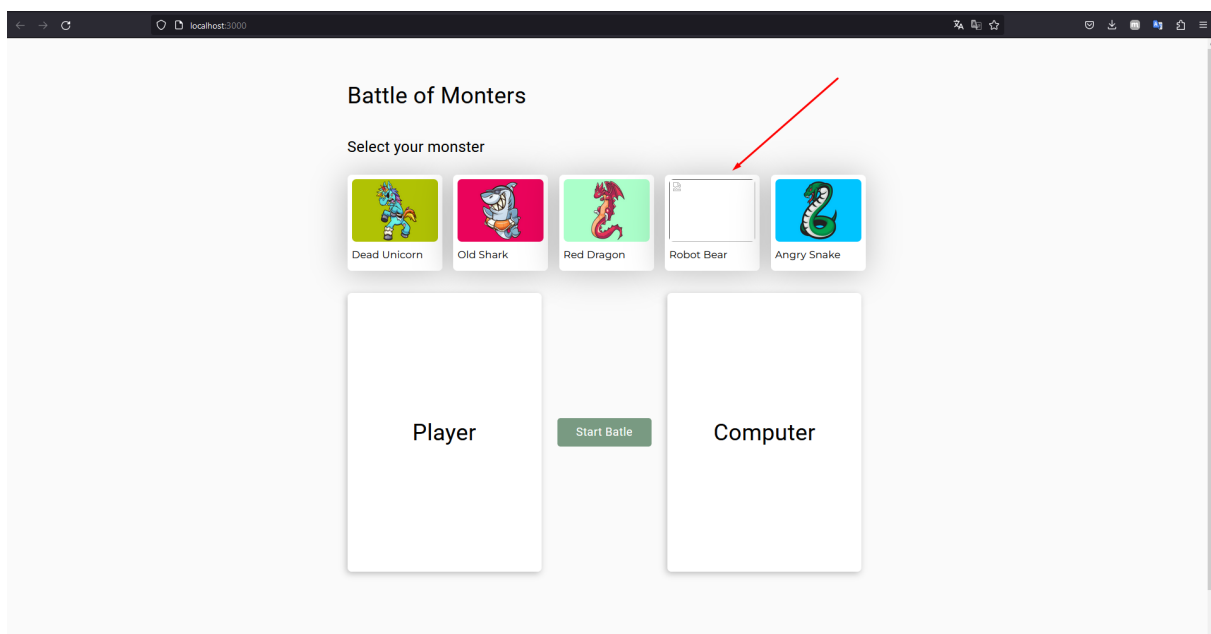 localhost:3000
Battle of Monters
Select your monster
Dead Unicorn
Old Shark
Red Dragon
Robot Bear
Angry Snake
Player
Start Batle
Computer